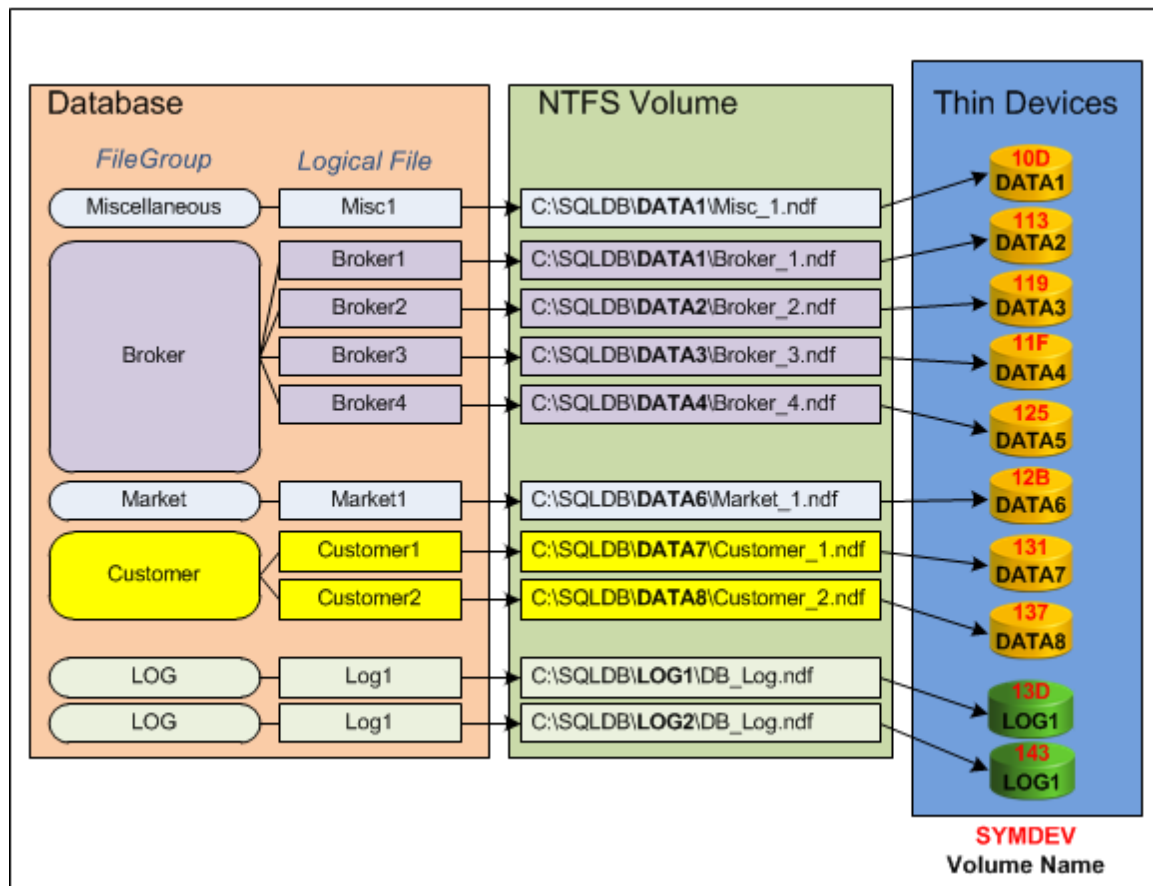 Database
NTFS Volume
Thin Devices
FileGroup
Logical File
Miscellaneous
Misc1
C:\SQLDB\DATA1\Misc_1.ndf
10D
DATA1
Broker
Broker1
C:\SQLDB\DATA1\Broker_1.ndf
113
DATA2
Broker2
C:\SQLDB\DATA2\Broker_2.ndf
119
DATA3
Broker3
C:\SQLDB\DATA3\Broker_3.ndf
11F
DATA4
Broker4
C:\SQLDB\DATA4\Broker_4.ndf
125
DATA5
Market
Market1
C:\SQLDB\DATA6\Market_1.ndf
12B
DATA6
Customer
Customer1
C:\SQLDB\DATA7\Customer_1.ndf
131
DATA7
Customer2
C:\SQLDB\DATA8\Customer_2.ndf
137
DATA8
LOG
Log1
C:\SQLDB\LOG1\DB_Log.ndf
13D
LOG1
LOG
Log1
C:\SQLDB\LOG2\DB_Log.ndf
143
LOG1
SYMDEV
Volume Name